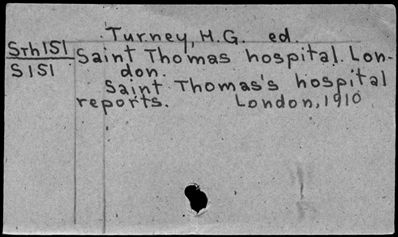 Turney, H.G. ed.
STh151 Saint Thomas hospital. Lon-
S151 don.
Saint Thomas's hospital
reports. London, 1910